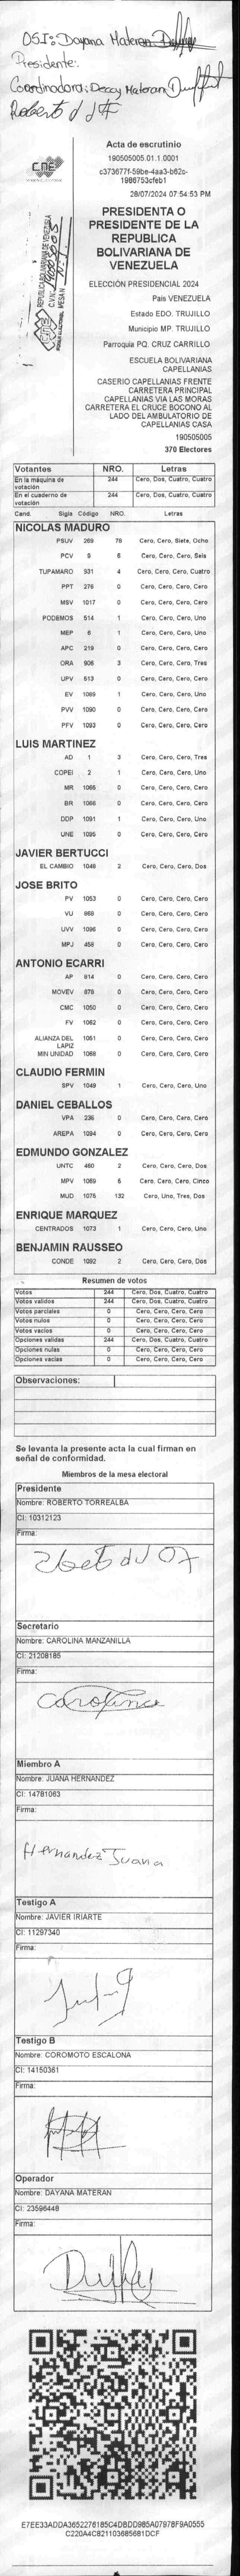 OSI: Dayana Materan
Presidente:
Coordinadora: Deccy Materan
Roberto
CNE
REPUBLICA BOLIVARIANA DE VENEZUELA
Acta de escrutinio
190505005.01.1.0001
c373677f-59be-4aa3-b62c-
1986753cfeb1
28/07/2024 07:54:53 PM
PRESIDENTA O
PRESIDENTE DE LA
REPUBLICA
BOLIVARIANA DE
VENEZUELA
ELECCIÓN PRESIDENCIAL 2024
País VENEZUELA
Estado EDO. TRUJILLO
Municipio MP. TRUJILLO
Parroquia PQ. CRUZ CARRILLO
ESCUELA BOLIVARIANA
CAPELLANIAS
CASERIO CAPELLANIAS FRENTE
CARRETERA PRINCIPAL
CAPELLANIAS VIA LAS MORAS
CARRETERA EL CRUCE BOCONO AL
LADO DEL AMBULATORIO DE
CAPELLANIAS CASA
190505005
370 Electores
Votantes NRO. Letras
En la máquina de votación 244 Cero, Dos, Cuatro, Cuatro
En el cuaderno de votación 244 Cero, Dos, Cuatro, Cuatro
Cand. Sigla Código NRO. Letras
NICOLAS MADURO
PSUV 269 78 Cero, Cero, Siete, Ocho
PCV 9 6 Cero, Cero, Cero, Seis
TUPAMARO 931 4 Cero, Cero, Cero, Cuatro
PPT 276 0 Cero, Cero, Cero, Cero
MSV 1017 0 Cero, Cero, Cero, Cero
PODEMOS 514 1 Cero, Cero, Cero, Uno
MEP 6 1 Cero, Cero, Cero, Uno
APC 219 0 Cero, Cero, Cero, Cero
ORA 906 3 Cero, Cero, Cero, Tres
UPV 513 0 Cero, Cero, Cero, Cero
EV 1089 1 Cero, Cero, Cero, Uno
PVV 1090 0 Cero, Cero, Cero, Cero
PFV 1093 0 Cero, Cero, Cero, Cero
LUIS MARTINEZ
AD 1 3 Cero, Cero, Cero, Tres
COPEI 2 1 Cero, Cero, Cero, Uno
MR 1065 0 Cero, Cero, Cero, Cero
BR 1066 0 Cero, Cero, Cero, Cero
DDP 1091 1 Cero, Cero, Cero, Uno
UNE 1095 0 Cero, Cero, Cero, Cero
JAVIER BERTUCCI
EL CAMBIO 1048 2 Cero, Cero, Cero, Dos
JOSE BRITO
PV 1053 0 Cero, Cero, Cero, Cero
VU 868 0 Cero, Cero, Cero, Cero
UVV 1096 0 Cero, Cero, Cero, Cero
MPJ 458 0 Cero, Cero, Cero, Cero
ANTONIO ECARRI
AP 814 0 Cero, Cero, Cero, Cero
MOVEV 878 0 Cero, Cero, Cero, Cero
CMC 1050 0 Cero, Cero, Cero, Cero
FV 1062 0 Cero, Cero, Cero, Cero
ALIANZA DEL LAPIZ 1051 0 Cero, Cero, Cero, Cero
MIN UNIDAD 1068 0 Cero, Cero, Cero, Cero
CLAUDIO FERMIN
SPV 1049 1 Cero, Cero, Cero, Uno
DANIEL CEBALLOS
VPA 236 0 Cero, Cero, Cero, Cero
AREPA 1094 0 Cero, Cero, Cero, Cero
EDMUNDO GONZALEZ
UNTC 460 2 Cero, Cero, Cero, Dos
MPV 1069 5 Cero, Cero, Cero, Cinco
MUD 1075 132 Cero, Uno, Tres, Dos
ENRIQUE MARQUEZ
CENTRADOS 1073 1 Cero, Cero, Cero, Uno
BENJAMIN RAUSSEO
CONDE 1092 2 Cero, Cero, Cero, Dos
Resumen de votos
Votos 244 Cero, Dos, Cuatro, Cuatro
Votos validos 244 Cero, Dos, Cuatro, Cuatro
Votos parciales 0 Cero, Cero, Cero, Cero
Votos nulos 0 Cero, Cero, Cero, Cero
Votos vacios 0 Cero, Cero, Cero, Cero
Opciones validas 244 Cero, Dos, Cuatro, Cuatro
Opciones nulas 0 Cero, Cero, Cero, Cero
Opciones vacias 0 Cero, Cero, Cero, Cero
Observaciones:
Se levanta la presente acta la cual firman en
señal de conformidad.
Miembros de la mesa electoral
Presidente
Nombre: ROBERTO TORREALBA
CI: 10312123
Firma:
Secretario
Nombre: CAROLINA MANZANILLA
CI: 21208185
Firma:
Carolina
Miembro A
Nombre: JUANA HERNANDEZ
CI: 14781063
Firma:
Hernandez Juana
Testigo A
Nombre: JAVIER IRIARTE
CI: 11297340
Firma:
Testigo B
Nombre: COROMOTO ESCALONA
CI: 14150361
Firma:
Operador
Nombre: DAYANA MATERAN
CI: 23596448
Firma:
E7EE33ADDA3652276185C4DBDD985A07978F9A0555
C220A4C821103685681DCF